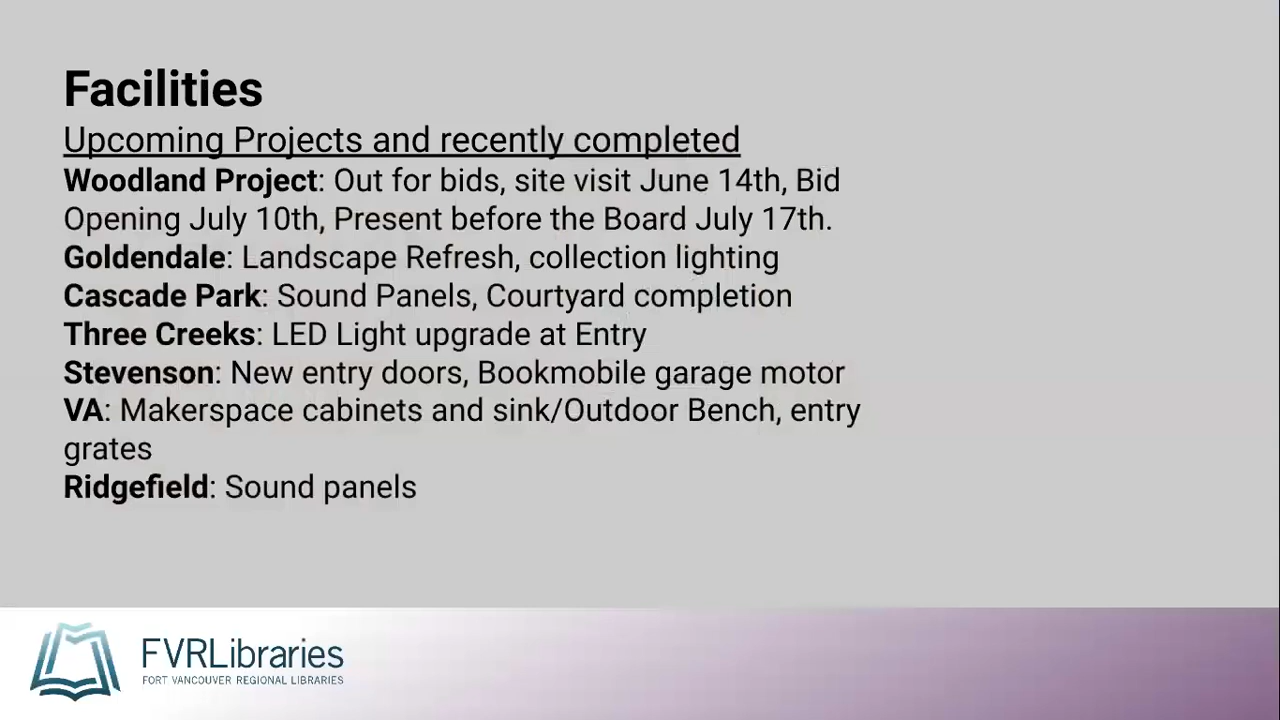 Facilities
Upcoming Projects and recently completed
Woodland Project: Out for bids, site visit June 14th, Bid
Opening July 10th, Present before the Board July 17th.
Goldendale: Landscape Refresh, collection lighting
Cascade Park: Sound Panels, Courtyard completion
Three Creeks: LED Light upgrade at Entry
Stevenson: New entry doors, Bookmobile garage motor
VA: Makerspace cabinets and sink/Outdoor Bench, entry
grates
Ridgefield: Sound panels
FVRLibraries
FORT VANCOUVER REGIONAL LIBRARIES